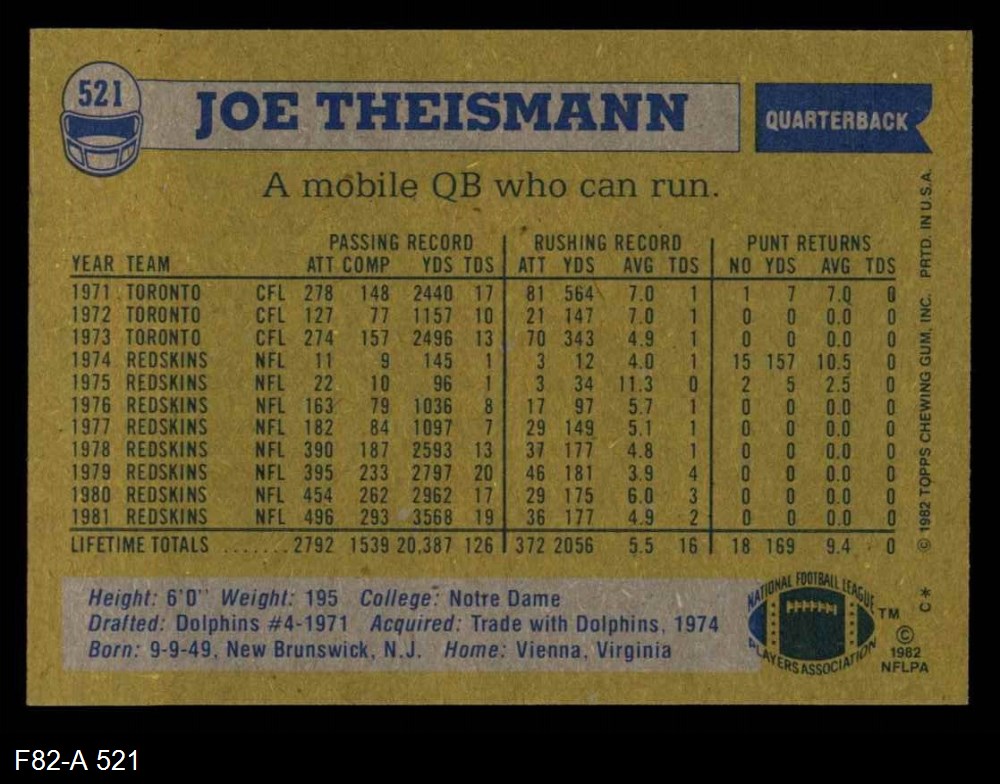 521
JOE THEISMANN
QUARTERBACK
A mobile QB who can run.
PASSING RECORD RUSHING RECORD PUNT RETURNS
YEAR TEAM ATT COMP YDS TDS ATT YDS AVG TDS NO YDS AVG TDS
1971 TORONTO CFL 278 148 2440 17 81 564 7.0 1 1 7 7.0 0
1972 TORONTO CFL 127 77 1157 10 21 147 7.0 1 0 0 0.0 0
1973 TORONTO CFL 274 157 2496 13 70 343 4.9 1 0 0 0.0 0
1974 REDSKINS NFL 11 9 145 1 3 12 4.0 1 15 157 10.5 0
1975 REDSKINS NFL 22 10 96 1 3 34 11.3 0 2 5 2.5 0
1976 REDSKINS NFL 163 79 1036 8 17 97 5.7 1 0 0 0.0 0
1977 REDSKINS NFL 182 84 1097 7 29 149 5.1 1 0 0 0.0 0
1978 REDSKINS NFL 390 187 2593 13 37 177 4.8 1 0 0 0.0 0
1979 REDSKINS NFL 395 233 2797 20 46 181 3.9 4 0 0 0.0 0
1980 REDSKINS NFL 454 262 2962 17 29 175 6.0 3 0 0 0.0 0
1981 REDSKINS NFL 496 293 3568 19 36 177 4.9 2 0 0 0.0 0
LIFETIME TOTALS .......2792 1539 20,387 126 372 2056 5.5 16 18 169 9.4 0
© 1982 TOPPS CHEWING GUM, INC. PRTD. IN U.S.A.
Height: 6'0" Weight: 195 College: Notre Dame
Drafted: Dolphins #4-1971 Acquired: Trade with Dolphins, 1974
Born: 9-9-49, New Brunswick, N.J. Home: Vienna, Virginia
NATIONAL FOOTBALL LEAGUE
PLAYERS ASSOCIATION
TM
C*
©
1982
NFLPA
F82-A 521